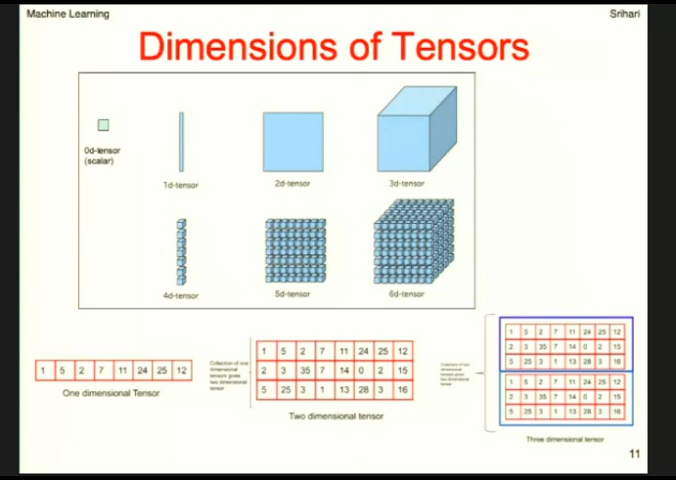 Machine Learning
Srihari
Dimensions of Tensors
0d-tensor
(scalar)
1d-tensor
2d-tensor
3d-tensor
4d-tensor
5d-tensor
6d-tensor
1 5 2 7 11 24 25 12
One dimensional Tensor
Collection of one
dimensional
tensors gives
two dimensional
tensor
1 5 2 7 11 24 25 12
2 3 35 7 14 0 2 15
5 25 3 1 13 28 3 16
Two dimensional tensor
Collection of two
dimensional
tensors gives
two dimensional
tensor
1 5 2 7 11 24 25 12
2 3 35 7 14 0 2 15
5 25 3 1 13 28 3 16
1 5 2 7 11 24 25 12
2 3 35 7 14 0 2 15
5 25 3 1 13 28 3 16
Three dimensional tensor
11